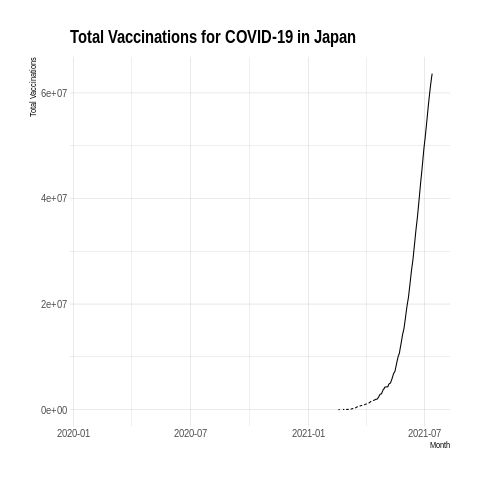 Total Vaccinations for COVID-19 in Japan
Total Vaccinations
6e+07
4e+07
2e+07
0e+00
2020-01 2020-07 2021-01 2021-07
Month